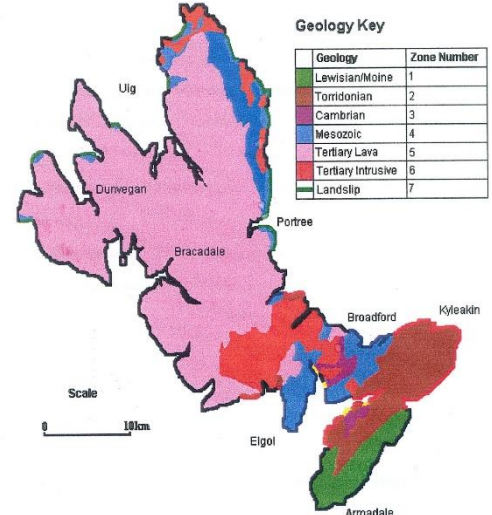 Geology Key
Geology Zone Number
Lewisian/Moine 1
Torridonian 2
Cambrian 3
Mesozoic 4
Tertiary Lava 5
Tertiary Intrusive 6
Landslip 7
Uig
Dunvegan
Portree
Bracadale
Broadford
Kyleakin
Scale
0 10km
Elgol
Armadale